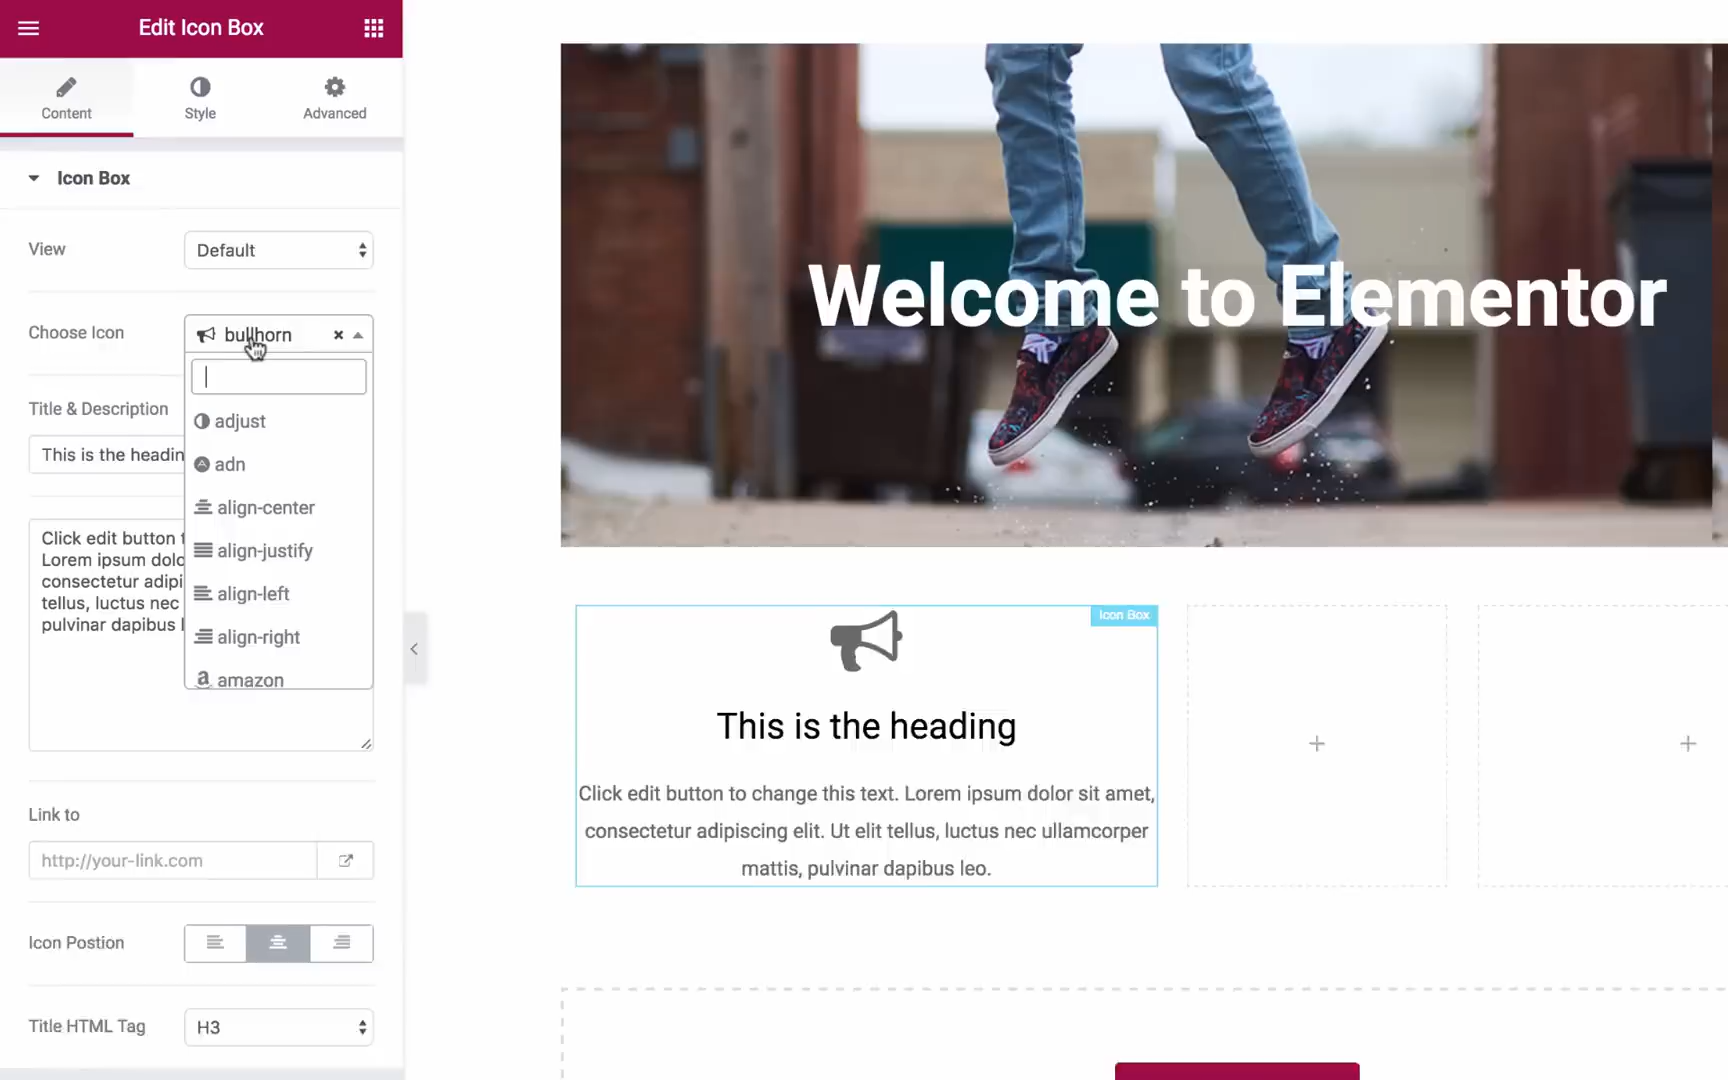 Edit Icon Box
Content
Style
Advanced
Icon Box
View
Default
Choose Icon
bullhorn
adjust
adn
align-center
align-justify
align-left
align-right
amazon
Title & Description
This is the headin
Click edit button
Lorem ipsum dolo
consectetur adipi
tellus, luctus nec
pulvinar dapibus l
Link to
http://your-link.com
Icon Postion
Title HTML Tag
H3
Welcome to Elementor
Icon Box
This is the heading
Click edit button to change this text. Lorem ipsum dolor sit amet,
consectetur adipiscing elit. Ut elit tellus, luctus nec ullamcorper
mattis, pulvinar dapibus leo.